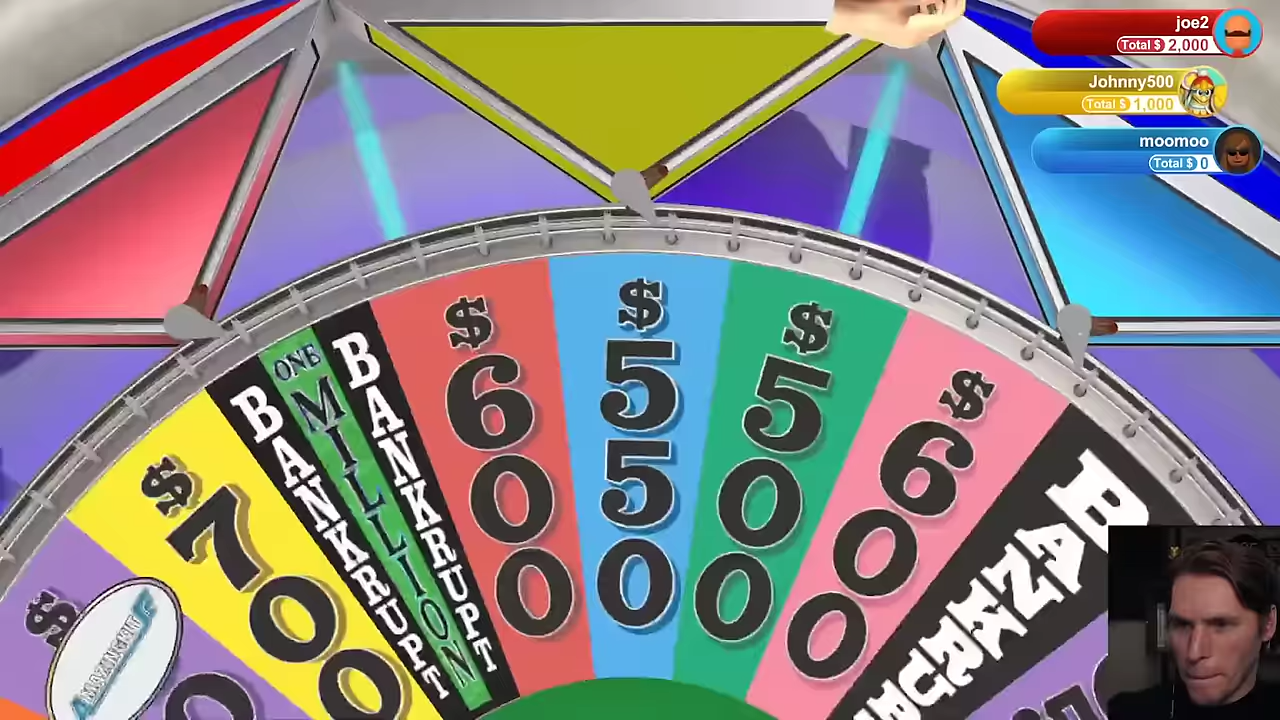 joe2
Total $ 2,000
Johnny500
Total $ 1,000
moomoo
Total $ 0
$
$700
BANKRUPT
ONE MILLION
BANKRUPT
$600
$550
$500
$600